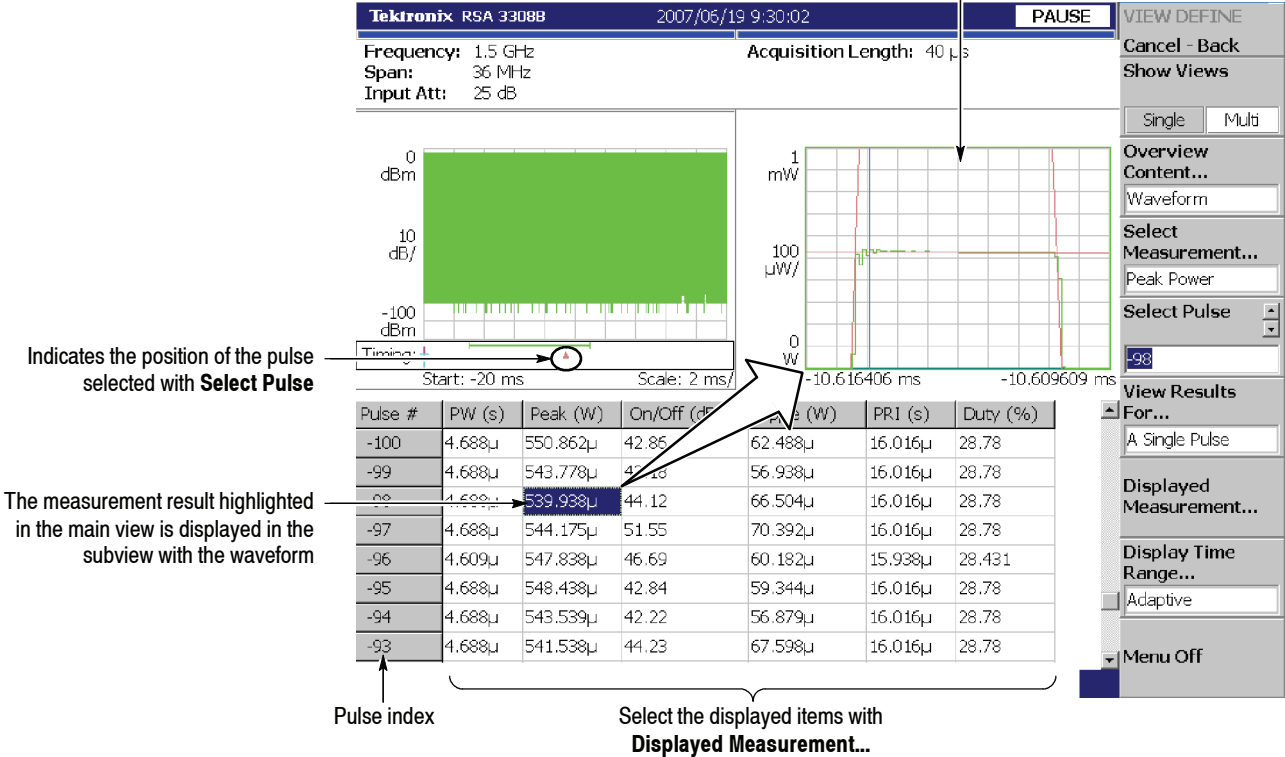 Tektronix RSA 3308B 2007/06/19 9:30:02 PAUSE
Frequency: 1.5 GHz
Span: 36 MHz
Input Att: 25 dB
Acquisition Length: 40 µs
0
dBm
10
dB/
-100
dBm
Timing:
Start: -20 ms Scale: 2 ms/
1
mW
100
µW/
0
W
-10.616406 ms -10.609609 ms
Pulse # PW (s) Peak (W) On/Off (dB) (W) PRI (s) Duty (%)
-100 4.688µ 550.862µ 42.86 62.488µ 16.016µ 28.78
-99 4.688µ 543.778µ 56.938µ 16.016µ 28.78
-98 4.688µ 539.938µ 44.12 66.504µ 16.016µ 28.78
-97 4.688µ 544.175µ 51.55 70.392µ 16.016µ 28.78
-96 4.609µ 547.838µ 46.69 60.182µ 15.938µ 28.431
-95 4.688µ 548.438µ 42.84 59.344µ 16.016µ 28.78
-94 4.688µ 543.539µ 42.22 56.879µ 16.016µ 28.78
-93 4.688µ 541.538µ 44.23 67.598µ 16.016µ 28.78
VIEW DEFINE
Cancel - Back
Show Views
Single Multi
Overview
Content...
Waveform
Select
Measurement...
Peak Power
Select Pulse
-98
View Results
For...
A Single Pulse
Displayed
Measurement...
Display Time
Range...
Adaptive
Menu Off
Indicates the position of the pulse
selected with Select Pulse
The measurement result highlighted
in the main view is displayed in the
subview with the waveform
Pulse index
Select the displayed items with
Displayed Measurement...